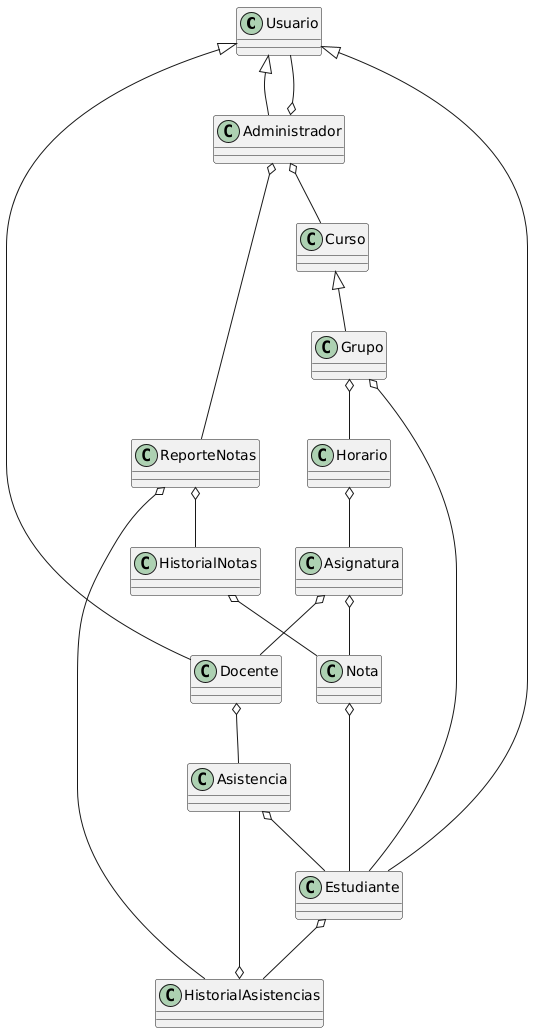 C Usuario
C Administrador
C Curso
C Grupo
C ReporteNotas
C Horario
C HistorialNotas
C Asignatura
C Docente
C Nota
C Asistencia
C Estudiante
C HistorialAsistencias